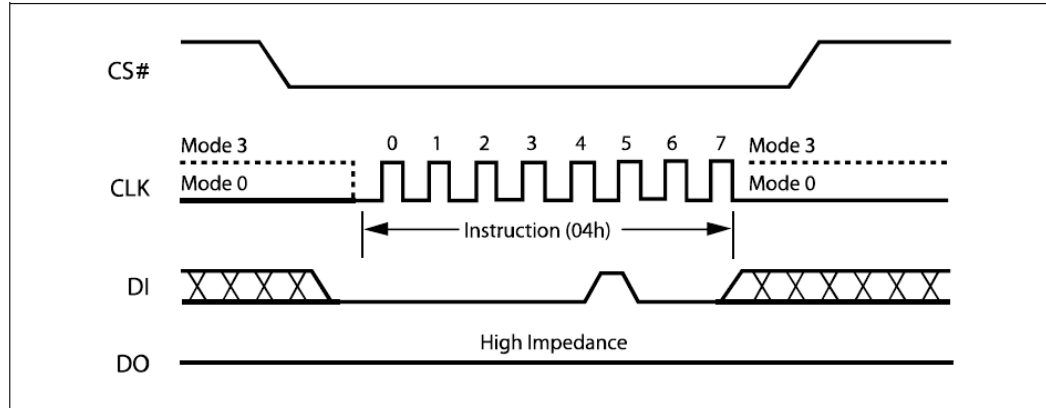 CS#
Mode 3 0 1 2 3 4 5 6 7 Mode 3
CLK Mode 0 Mode 0
Instruction (04h)
DI
High Impedance
DO